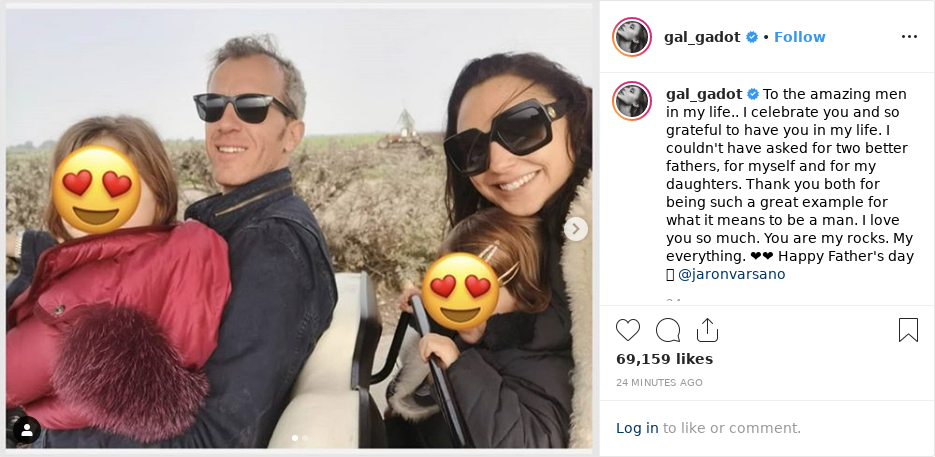 gal_gadot • Follow
gal_gadot To the amazing men
in my life.. I celebrate you and so
grateful to have you in my life. I
couldn't have asked for two better
fathers, for myself and for my
daughters. Thank you both for
being such a great example for
what it means to be a man. I love
you so much. You are my rocks. My
everything. ❤❤ Happy Father's day
@jaronvarsano
69,159 likes
24 MINUTES AGO
Log in to like or comment.